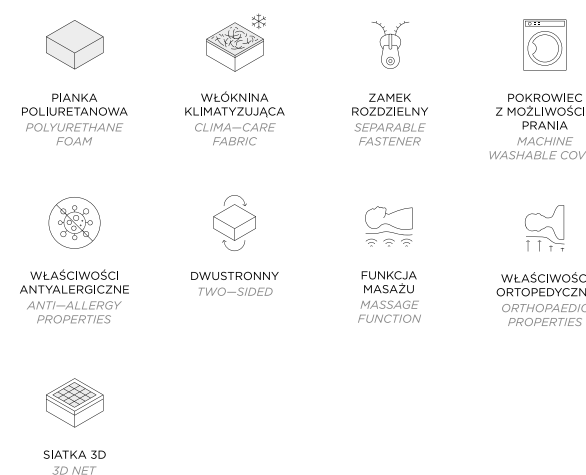 PIANKA
POLIURETANOWA
POLYURETHANE
FOAM
WŁÓKNINA
KLIMATYZUJĄCA
CLIMA—CARE
FABRIC
ZAMEK
ROZDZIELNY
SEPARABLE
FASTENER
POKROWIEC
Z MOŻLIWOŚCI
PRANIA
MACHINE
WASHABLE COV
WŁAŚCIWOŚCI
ANTYALERGICZNE
ANTI—ALLERGY
PROPERTIES
DWUSTRONNY
TWO—SIDED
FUNKCJA
MASAŻU
MASSAGE
FUNCTION
WŁAŚCIWOŚC
ORTOPEDYCZN
ORTHOPAEDIC
PROPERTIES
SIATKA 3D
3D NET